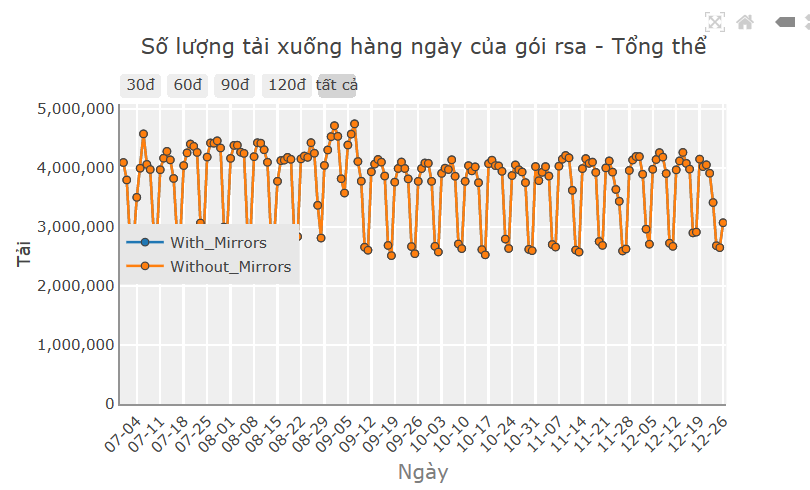 Số lượng tải xuống hàng ngày của gói rsa - Tổng thể
30đ 60đ 90đ 120đ tất cả
5,000,000
4,000,000
3,000,000
2,000,000
1,000,000
0
Tải
With_Mirrors
Without_Mirrors
07-04 07-11 07-18 07-25 08-01 08-08 08-15 08-22 08-29 09-05 09-12 09-19 09-26 10-03 10-10 10-17 10-24 10-31 11-07 11-14 11-21 11-28 12-05 12-12 12-19 12-26
Ngày